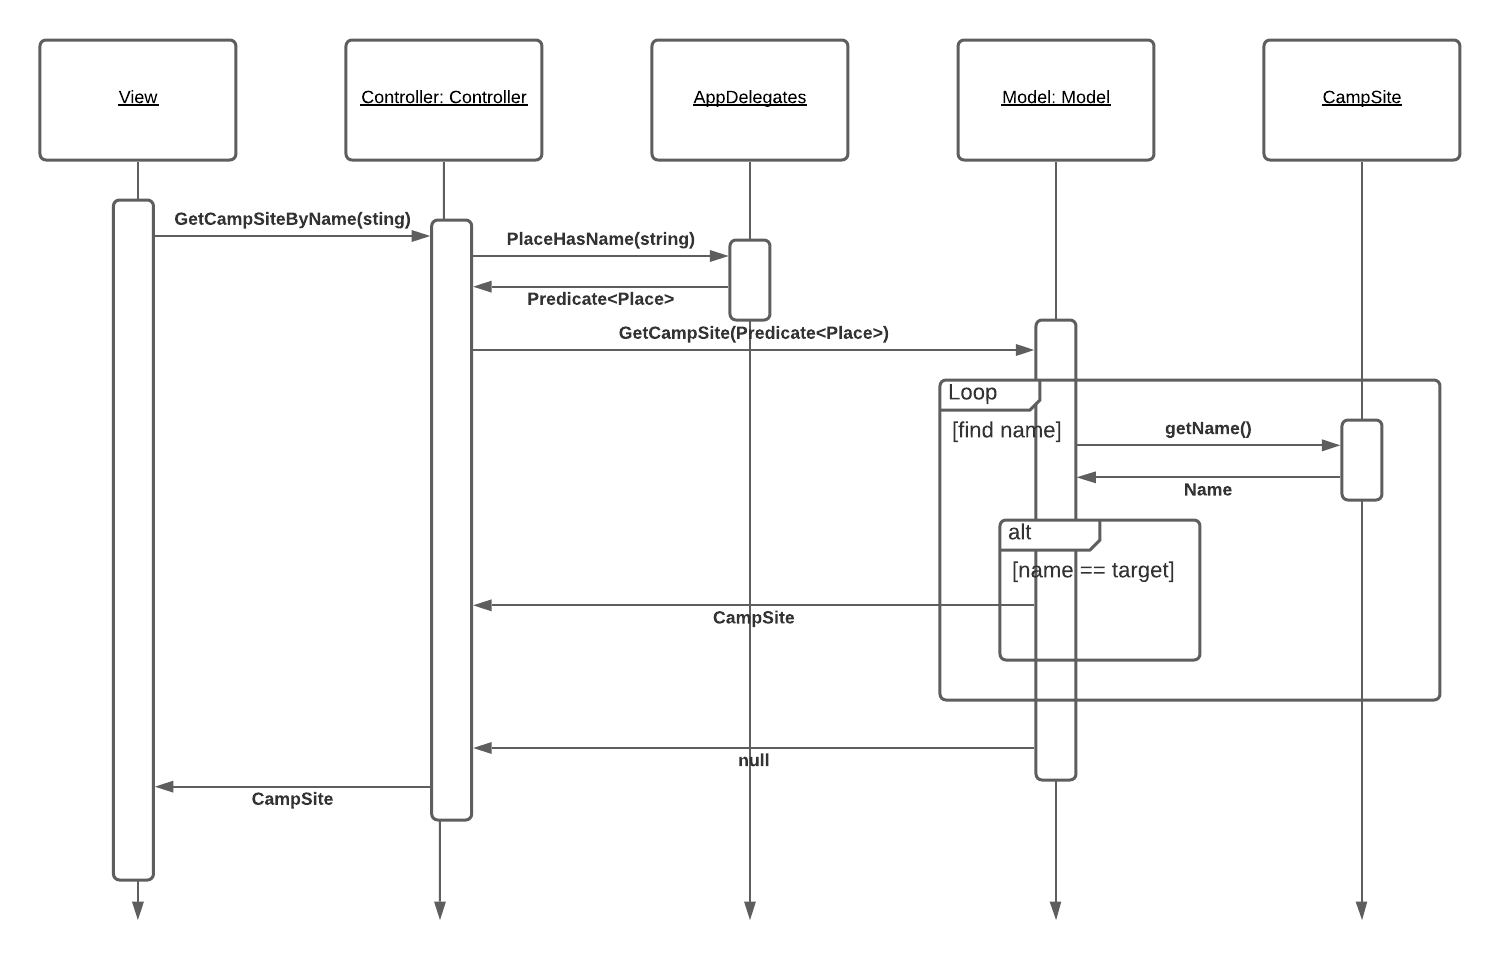 View
Controller: Controller
AppDelegates
Model: Model
CampSite
GetCampSiteByName(sting)
PlaceHasName(string)
Predicate<Place>
GetCampSite(Predicate<Place>)
Loop
[find name]
getName()
Name
alt
[name == target]
CampSite
null
CampSite